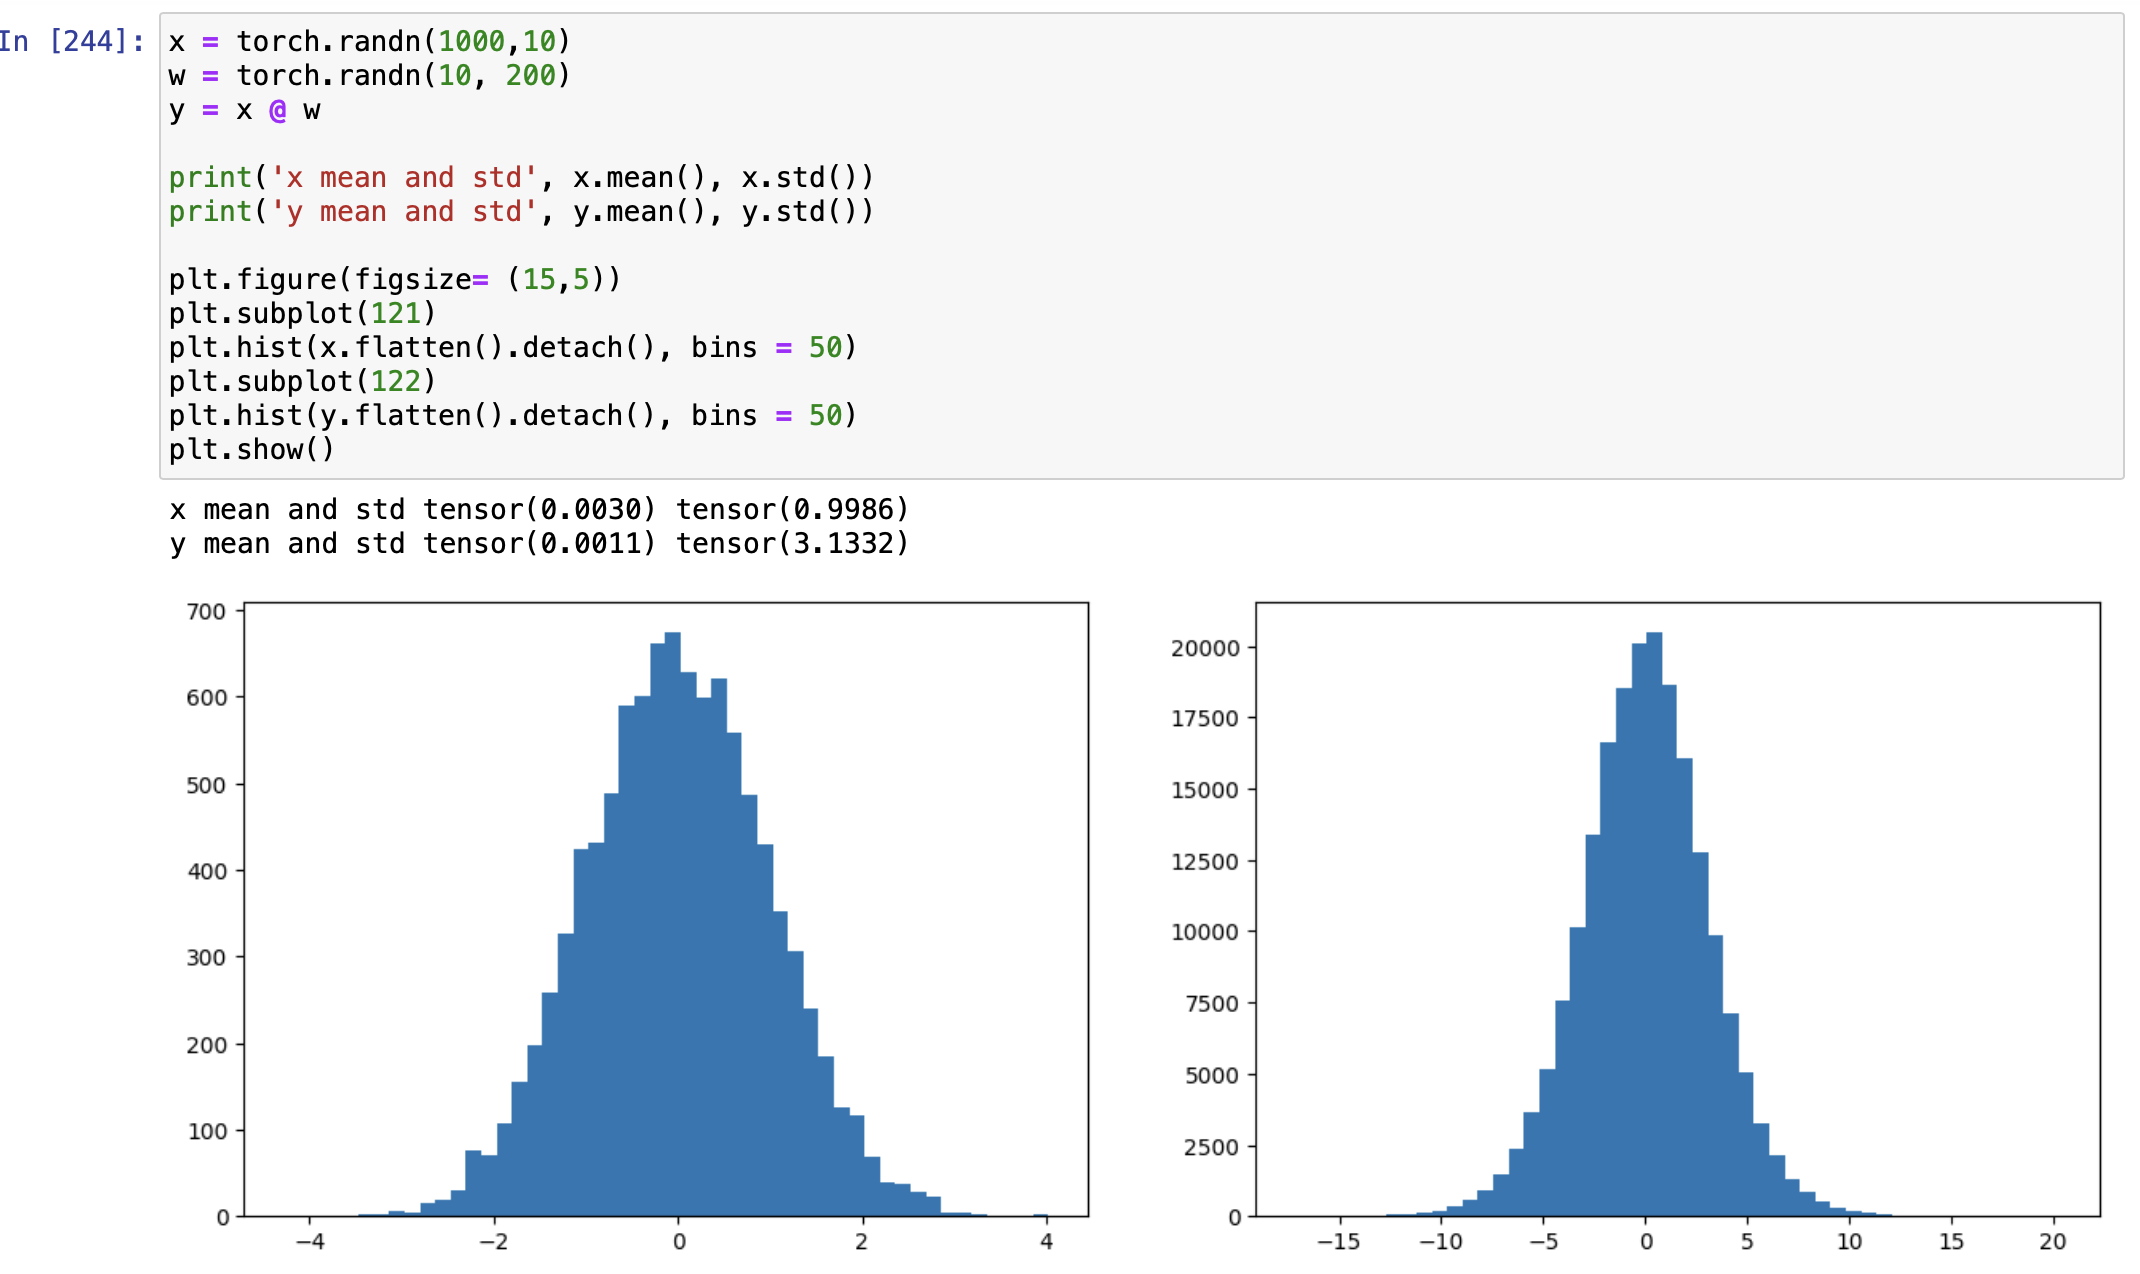 In [244]:
x = torch.randn(1000,10)
w = torch.randn(10, 200)
y = x @ w
print('x mean and std', x.mean(), x.std())
print('y mean and std', y.mean(), y.std())
plt.figure(figsize= (15,5))
plt.subplot(121)
plt.hist(x.flatten().detach(), bins = 50)
plt.subplot(122)
plt.hist(y.flatten().detach(), bins = 50)
plt.show()
x mean and std tensor(0.0030) tensor(0.9986)
y mean and std tensor(0.0011) tensor(3.1332)
700
600
500
400
300
200
100
0
−4 −2 0 2 4
20000
17500
15000
12500
10000
7500
5000
2500
0
−15 −10 −5 0 5 10 15 20